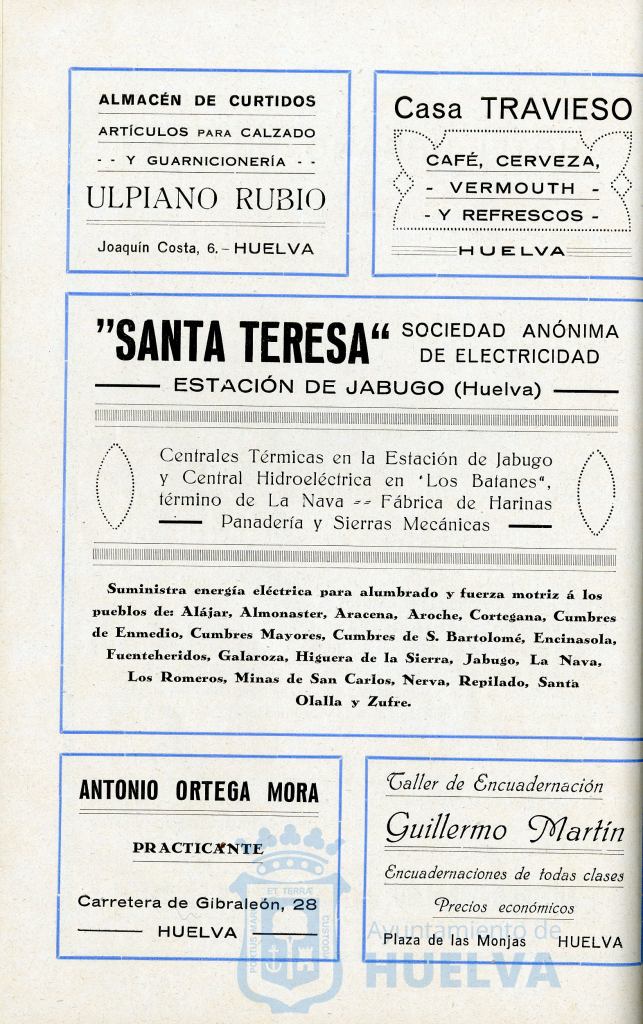 ALMACÉN DE CURTIDOS
ARTÍCULOS PARA CALZADO
- - Y GUARNICIONERÍA - -
ULPIANO RUBIO
Joaquín Costa, 6. - HUELVA
Casa TRAVIESO
CAFÉ, CERVEZA,
- VERMOUTH -
- Y REFRESCOS -
HUELVA
"SANTA TERESA" SOCIEDAD ANÓNIMA
DE ELECTRICIDAD
ESTACIÓN DE JABUGO (Huelva)
Centrales Térmicas en la Estación de Jabugo
y Central Hidroeléctrica en "Los Batanes",
término de La Nava -- Fábrica de Harinas
Panadería y Sierras Mecánicas
Suministra energía eléctrica para alumbrado y fuerza motriz á los
pueblos de: Alájar, Almonaster, Aracena, Aroche, Cortegana, Cumbres
de Enmedio, Cumbres Mayores, Cumbres de S. Bartolomé, Encinasola,
Fuenteheridos, Galaroza, Higuera de la Sierra, Jabugo, La Nava,
Los Romeros, Minas de San Carlos, Nerva, Repilado, Santa
Olalla y Zufre.
ANTONIO ORTEGA MORA
PRACTICANTE
Carretera de Gibraleón, 28
HUELVA
Taller de Encuadernación
Guillermo Martín
Encuadernaciones de todas clases
Precios económicos
Plaza de las Monjas HUELVA
ET TERRÆ
PORTUS MARIS
CUSTODIA
Ayuntamiento de
HUELVA